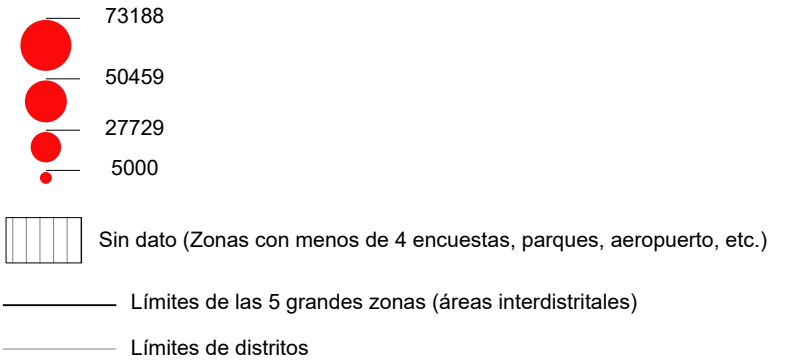 73188
50459
27729
5000
Sin dato (Zonas con menos de 4 encuestas, parques, aeropuerto, etc.)
Límites de las 5 grandes zonas (áreas interdistritales)
Límites de distritos